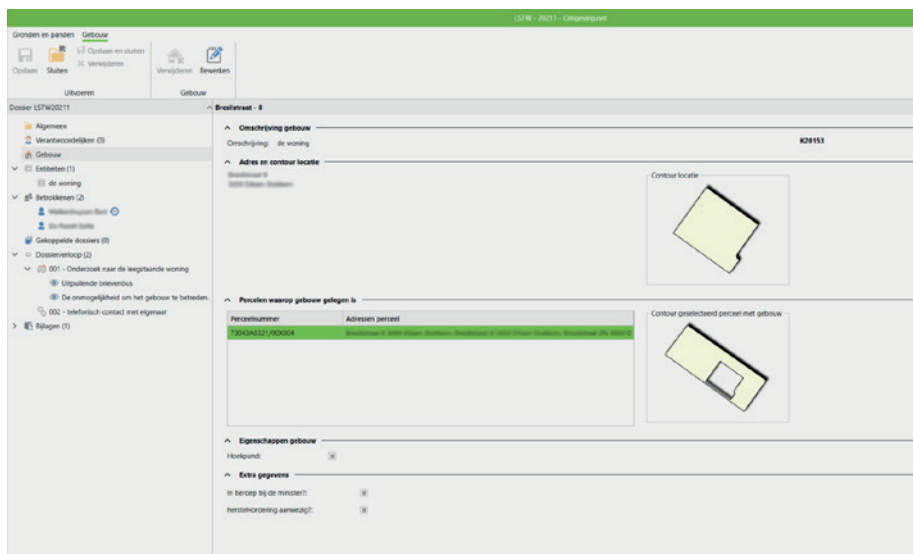 LSTW - 20211 - Omgeving.net
Gronden en panden Gebouw
Opslaan Sluiten Opslaan en sluiten Verwijderen Verwijderen Bewerken
Uitvoeren Gebouw
Dossier LSTW20211
Algemeen
Verantwoordelijken (0)
Gebouw
Entiteiten (1)
de woning
Betrokkenen (2)
Gekoppelde dossiers (0)
Dossierverloop (2)
001 - Onderzoek naar de leegstaande woning
Uitpuilende brievenbus
De onmogelijkheid om het gebouw te betreden.
002 - telefonisch contact met eigenaar
Bijlagen (1)
Breslistraat - 8
Omschrijving gebouw
Omschrijving: de woning K20153
Adres en contour locatie
Contour locatie
Percelen waarop gebouw gelegen is
Perceelnummer Adressen perceel
73043A0321/00X004
Contour geselecteerd perceel met gebouw
Eigenschappen gebouw
Hoekpand:
Extra gegevens
In beroep bij de minister?:
herstelvordering aanwezig?: